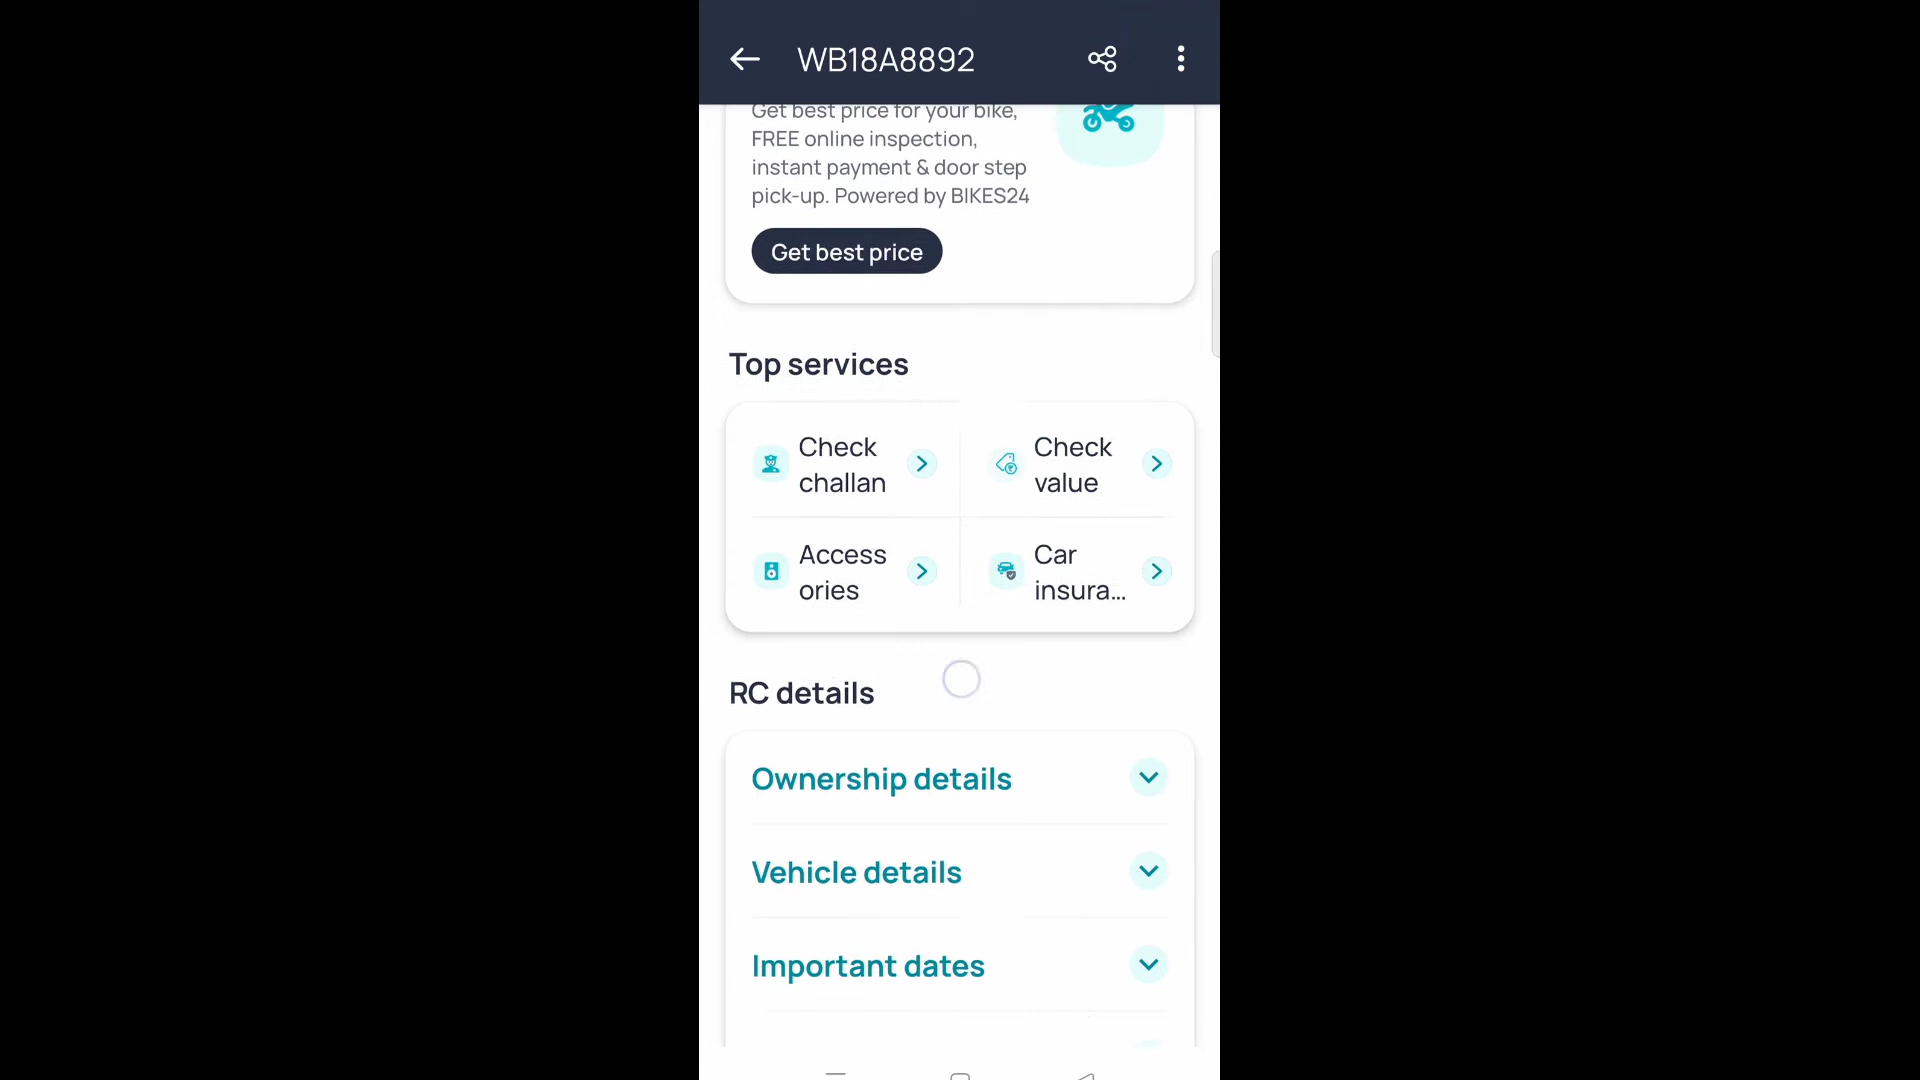 WB18A8892
Get best price for your bike,
FREE online inspection,
instant payment & door step
pick-up. Powered by BIKES24
Get best price
Top services
Check
challan
Check
value
Access
ories
Car
insura...
RC details
Ownership details
Vehicle details
Important dates